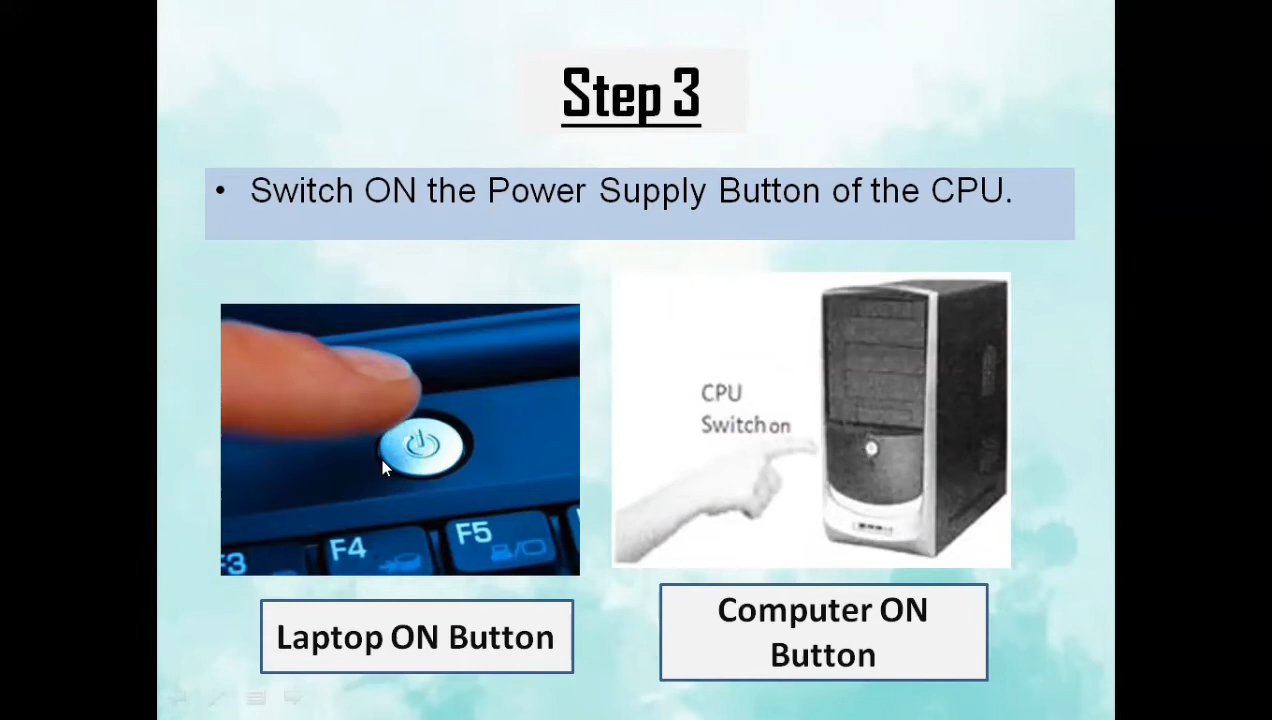 Step 3
• Switch ON the Power Supply Button of the CPU.
CPU
Switch on
F3
F4
F5
Laptop ON Button
Computer ON
Button